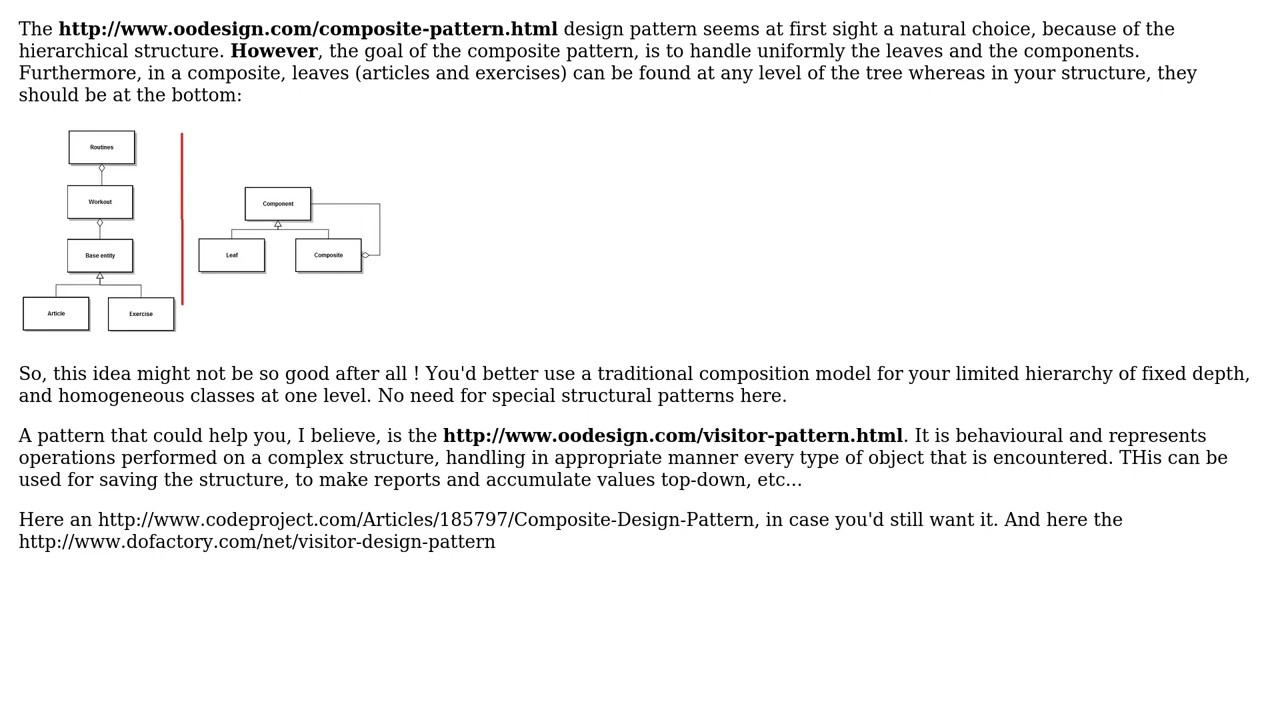 The http://www.oodesign.com/composite-pattern.html design pattern seems at first sight a natural choice, because of the
hierarchical structure. However, the goal of the composite pattern, is to handle uniformly the leaves and the components.
Furthermore, in a composite, leaves (articles and exercises) can be found at any level of the tree whereas in your structure, they
should be at the bottom:
Routines
Workout
Base entity
Article
Exercise
Component
Leaf
Composite
So, this idea might not be so good after all ! You'd better use a traditional composition model for your limited hierarchy of fixed depth,
and homogeneous classes at one level. No need for special structural patterns here.
A pattern that could help you, I believe, is the http://www.oodesign.com/visitor-pattern.html. It is behavioural and represents
operations performed on a complex structure, handling in appropriate manner every type of object that is encountered. THis can be
used for saving the structure, to make reports and accumulate values top-down, etc...
Here an http://www.codeproject.com/Articles/185797/Composite-Design-Pattern, in case you'd still want it. And here the
http://www.dofactory.com/net/visitor-design-pattern